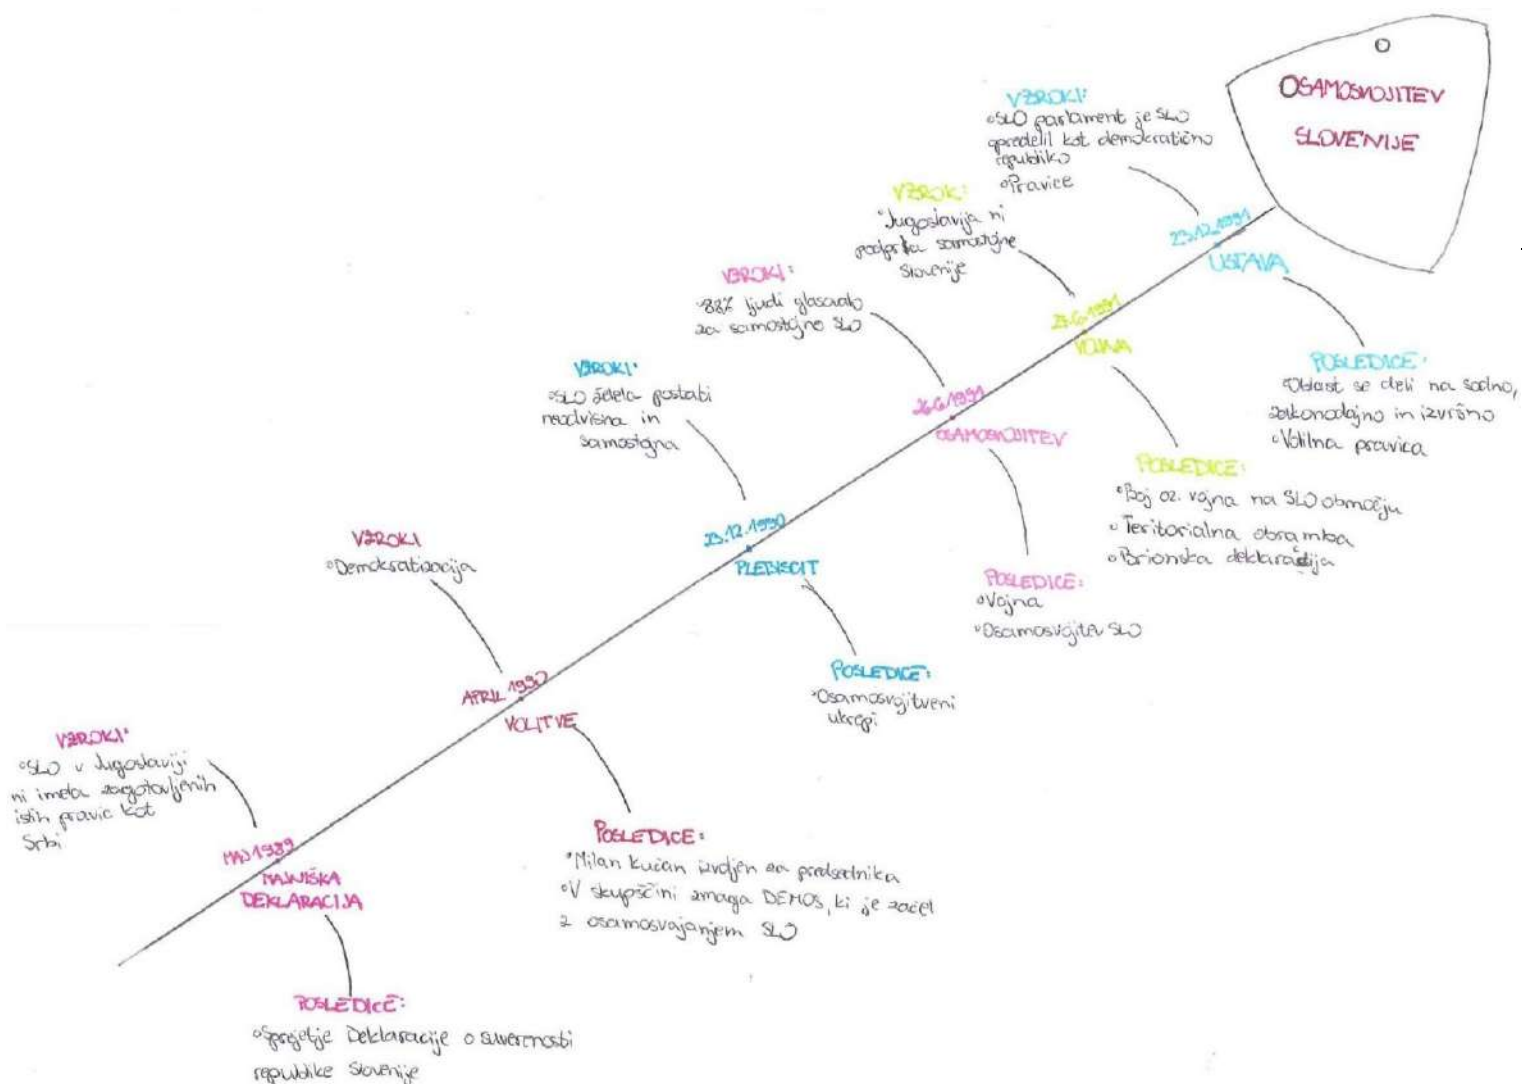 OSAMOSVOJITEV
SLOVENIJE
VZROKI:
SLO v Jugoslaviji
ni imela zagotovljenih
istih pravic kot
Srbi
MAJ 1989
MAJNIŠKA
DEKLARACIJA
POSLEDICE:
Sprejetje Deklaracije o suverenosti
republike Slovenije
VZROKI
Demokratizacija
APRIL 1990
VOLITVE
POSLEDICE:
Milan Kučan izvoljen za predsednika
V skupščini zmaga DEMOS, ki je začel
z osamosvajanjem SLO
VZROKI:
SLO želela postati
neodvisna in
samostojna
23.12.1990
PLEBISCIT
POSLEDICE:
Osamosvojitveni
ukrepi
VZROKI:
88% ljudi glasovalo
za samostojno SLO
26.6.1991
OSAMOSVOJITEV
POSLEDICE:
Vojna
Osamosvojitev SLO
VZROK:
Jugoslavija ni
podprla samostojne
Slovenije
27.6.1991
VOJNA
POSLEDICE:
Boj oz. vojna na SLO območju
Teritorialna obramba
Brionska deklaracija
VZROKI:
SLO parlament je SLO
opredelil kot demokratično
republiko
Pravice
23.12.1991
USTAVA
POSLEDICE:
Oblast se deli na sodno,
zakonodajno in izvršno
Volilna pravica